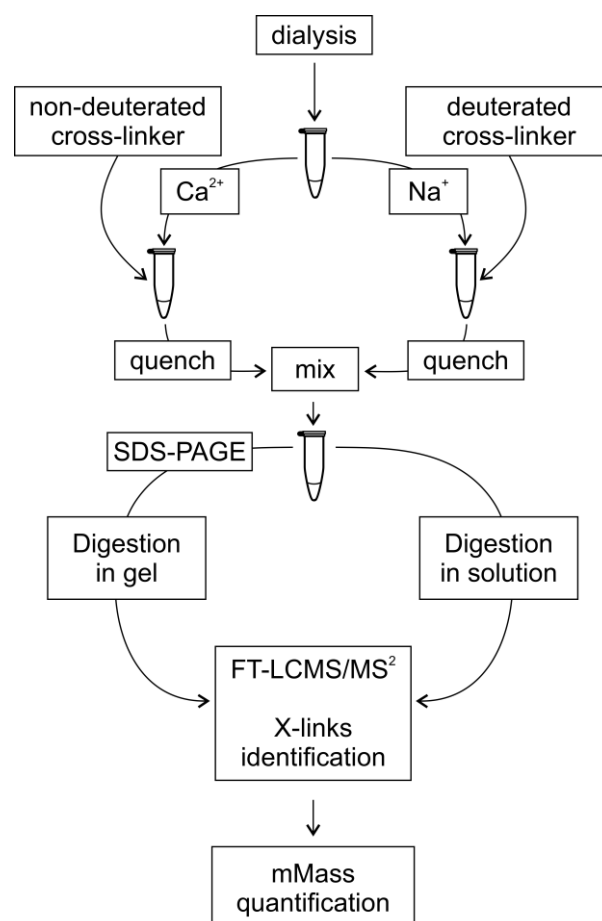 dialysis
non-deuterated
cross-linker
deuterated
cross-linker
Ca²⁺
Na⁺
quench
mix
quench
SDS-PAGE
Digestion
in gel
Digestion
in solution
FT-LCMS/MS²
X-links
identification
mMass
quantification